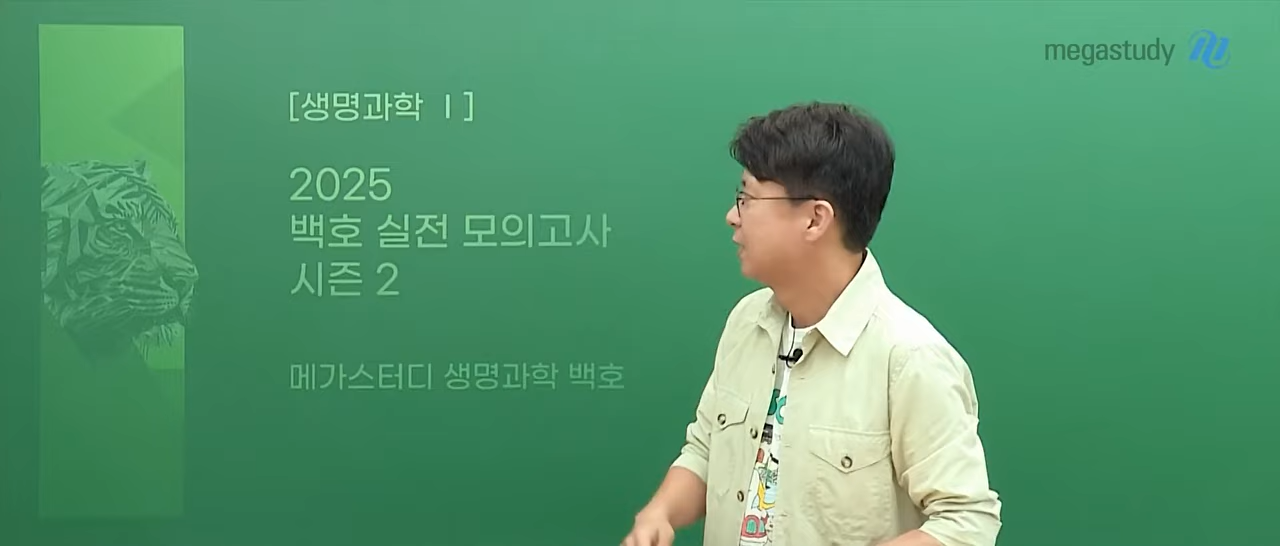 megastudy
[생명과학 Ⅰ]
2025
백호 실전 모의고사
시즌 2
메가스터디 생명과학 백호